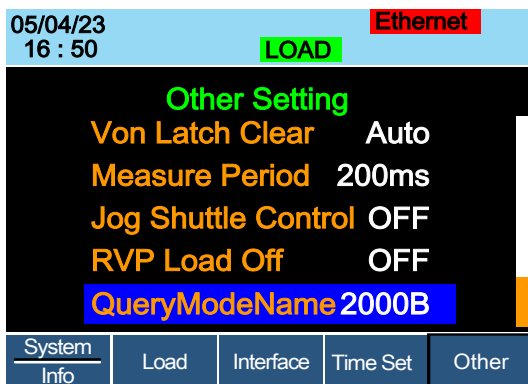 05/04/23 Ethernet
16 : 50 LOAD
Other Setting
Von Latch Clear Auto
Measure Period 200ms
Jog Shuttle Control OFF
RVP Load Off OFF
QueryModeName 2000B
System
Info Load Interface Time Set Other